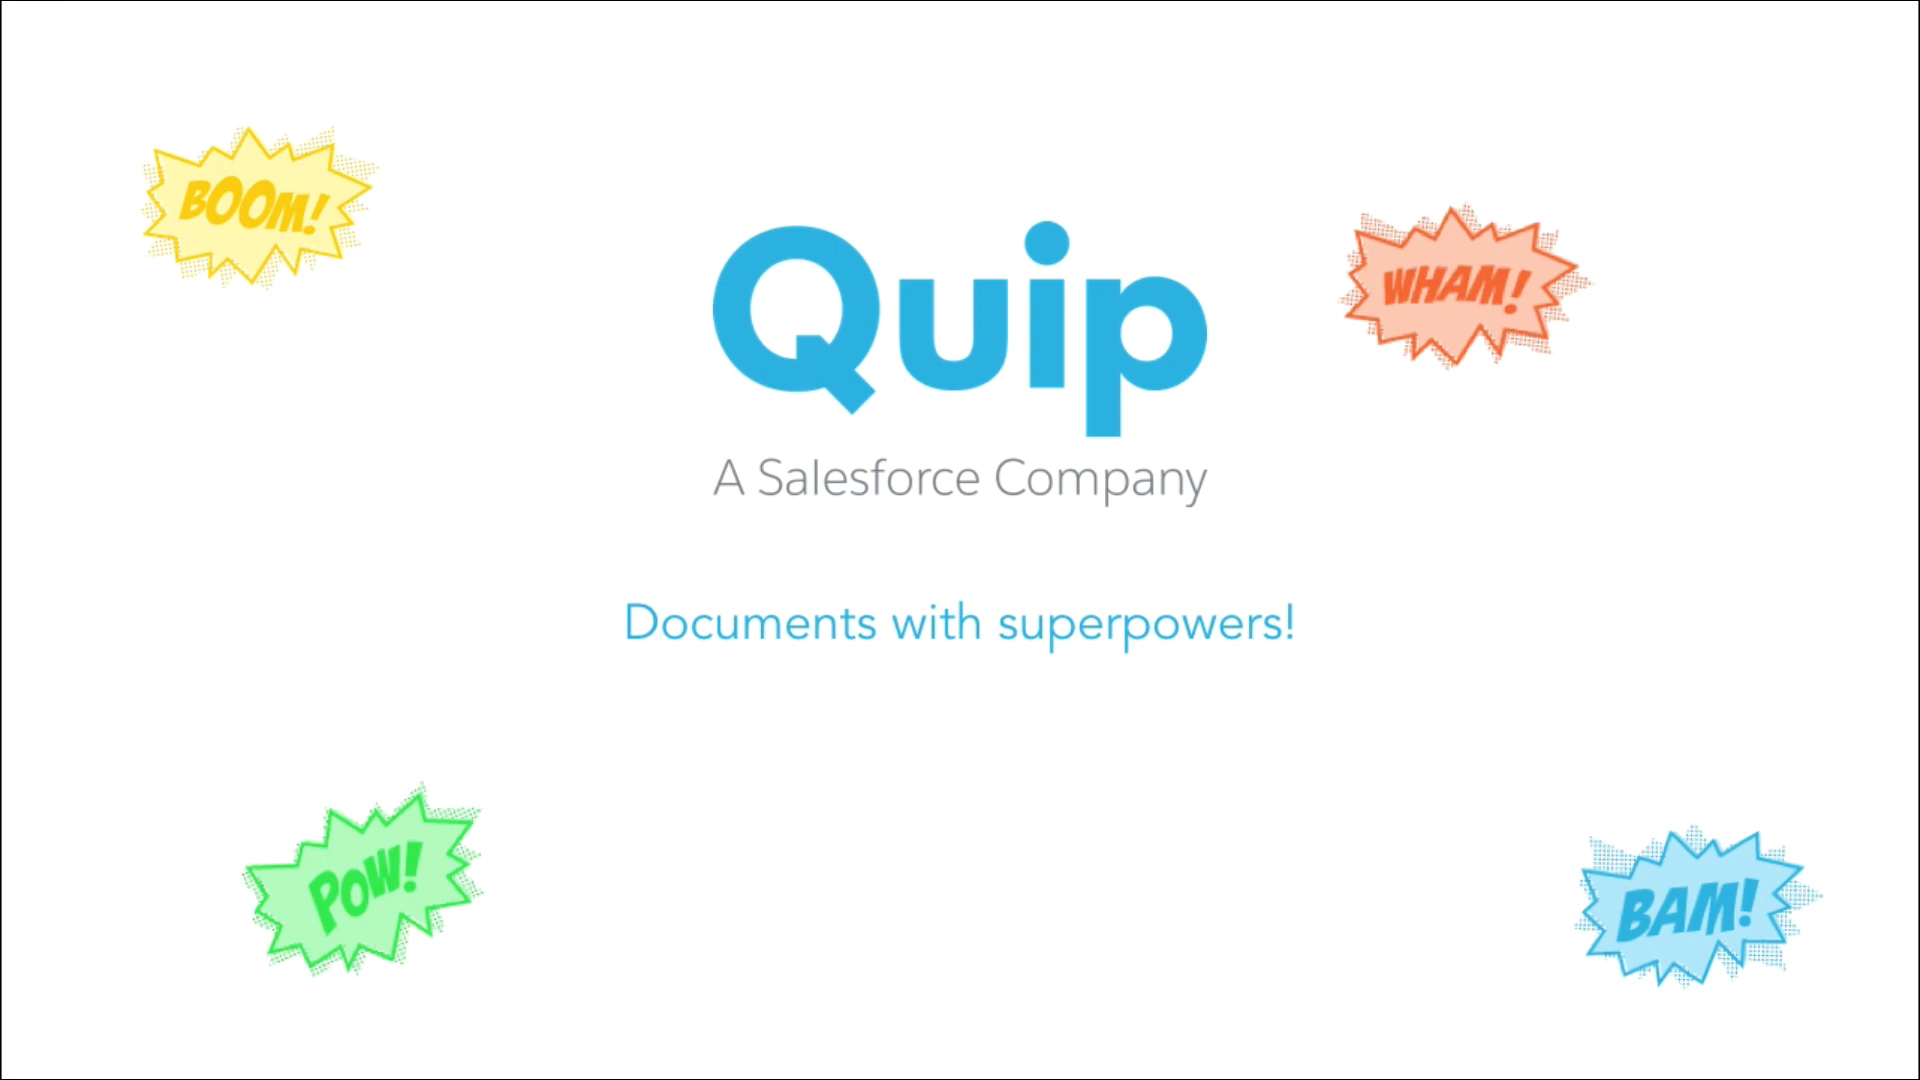 BOOM!
WHAM!
Quip
A Salesforce Company
Documents with superpowers!
POW!
BAM!